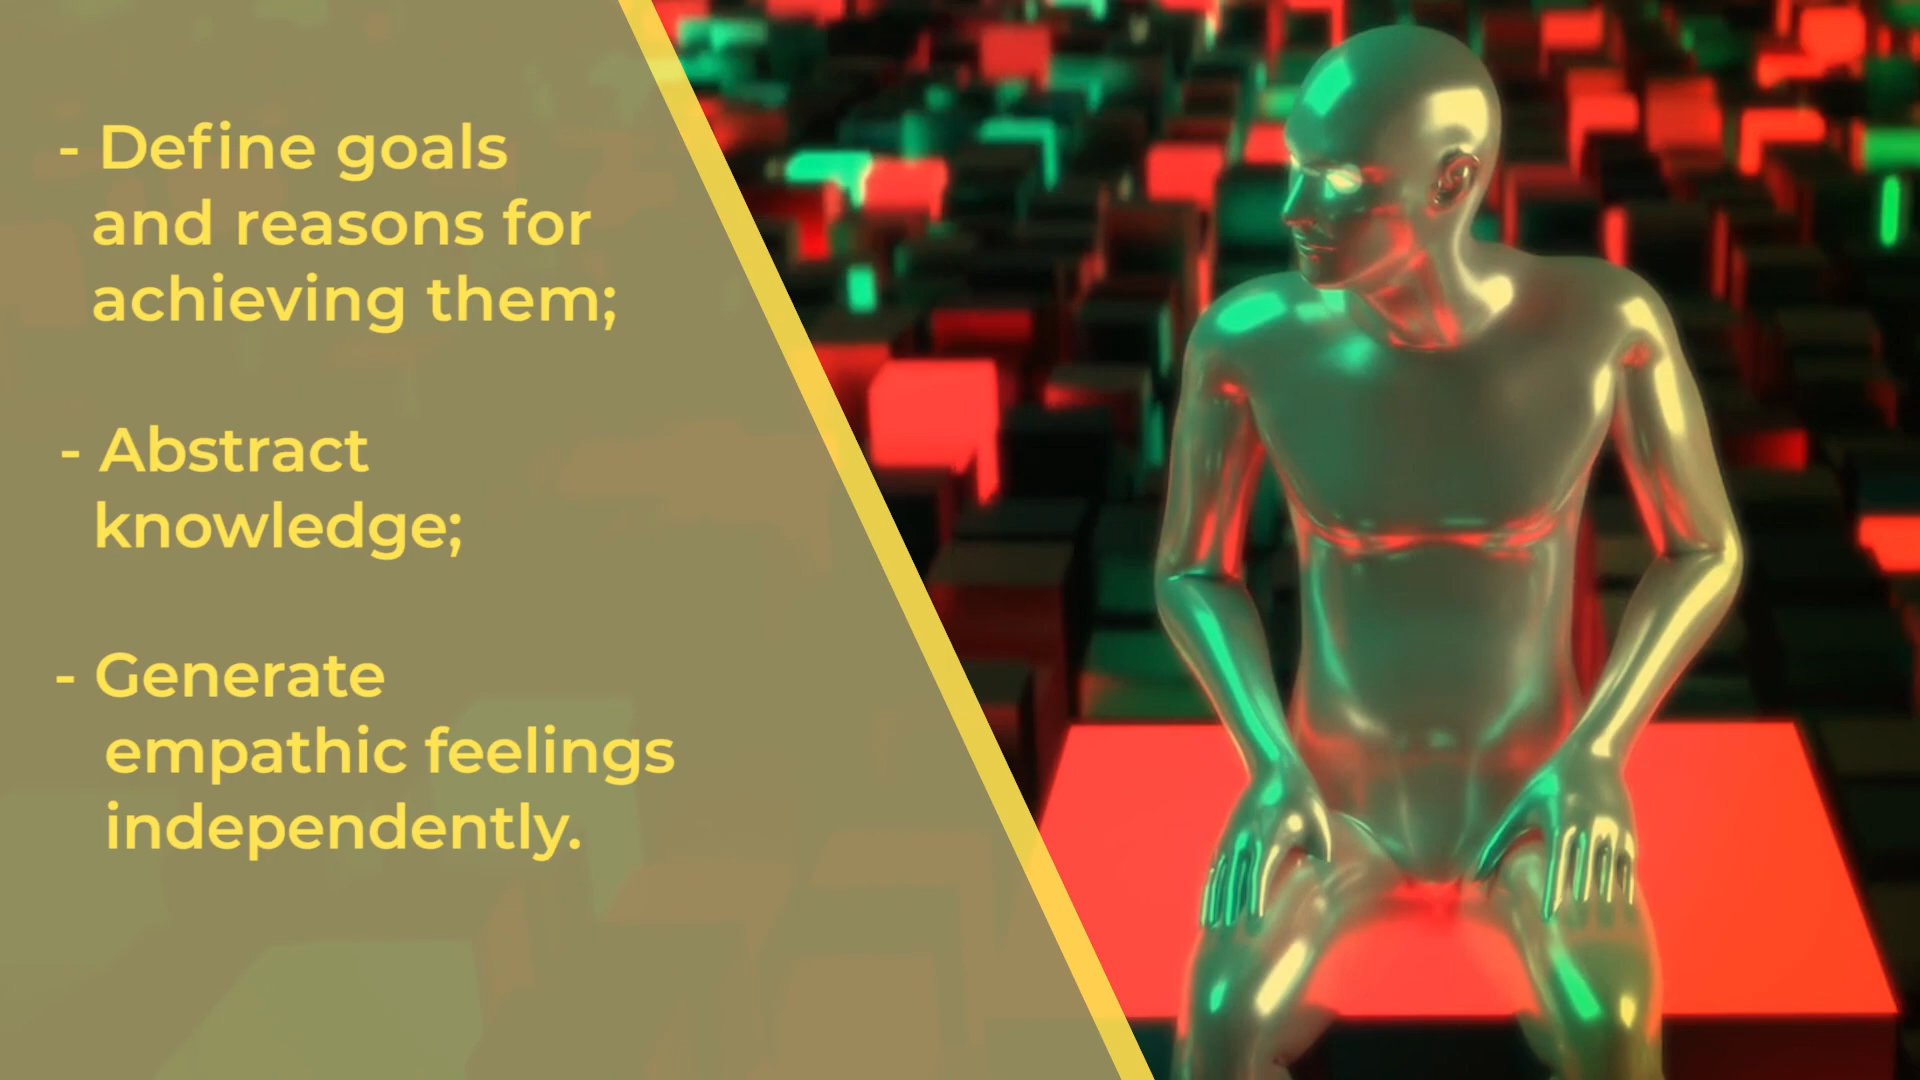 - Define goals
and reasons for
achieving them;
- Abstract
knowledge;
- Generate
empathic feelings
independently.